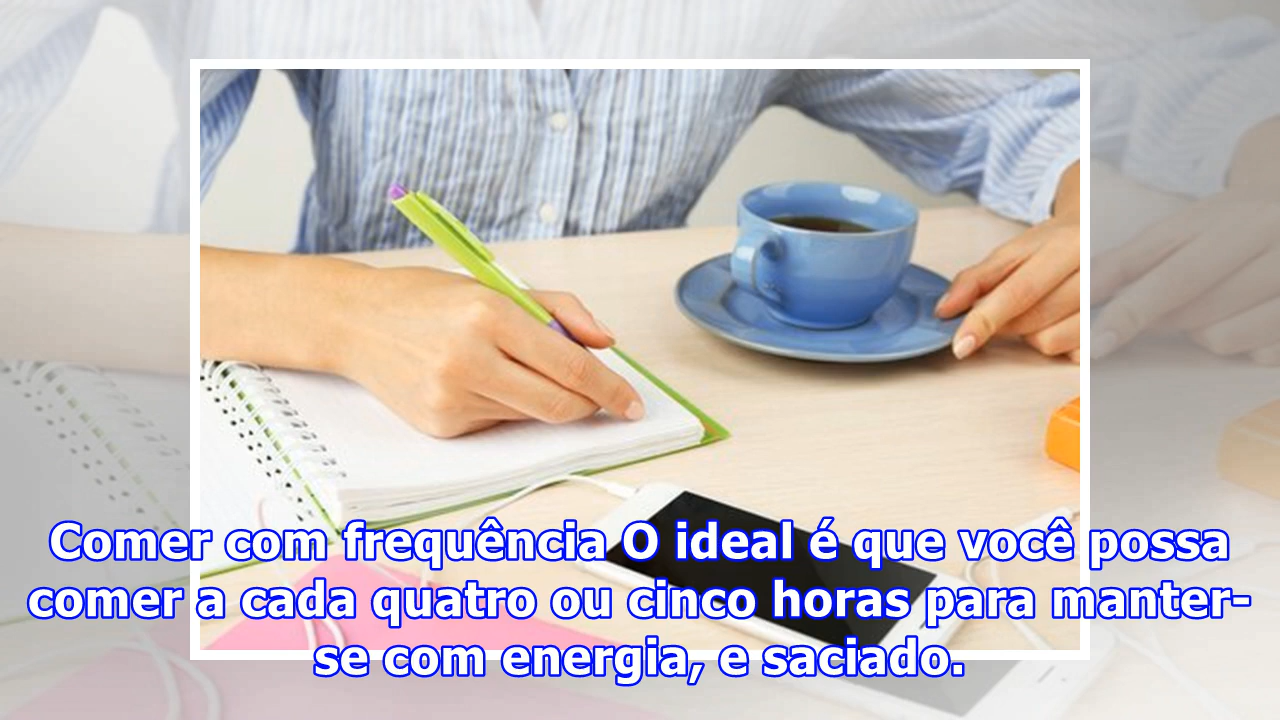 Comer com frequência O ideal é que você possa
comer a cada quatro ou cinco horas para manter-
se com energia, e saciado.